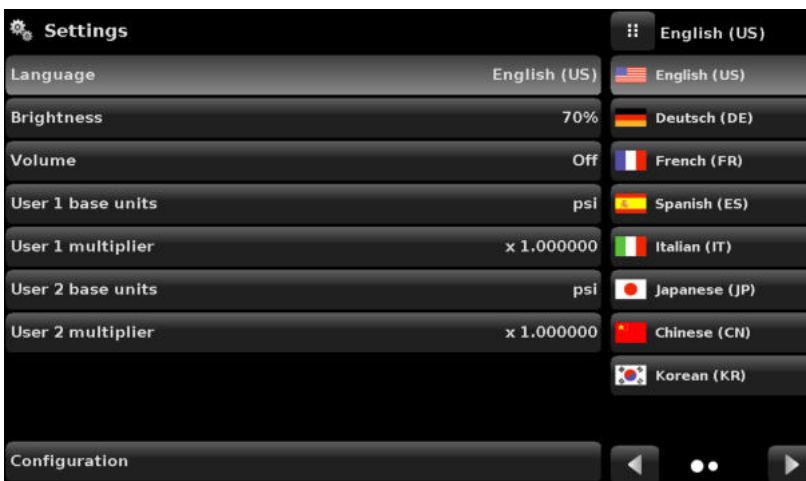 Settings
English (US)
Language English (US)
English (US)
Brightness 70%
Deutsch (DE)
Volume Off
French (FR)
User 1 base units psi
Spanish (ES)
User 1 multiplier x 1.000000
Italian (IT)
User 2 base units psi
Japanese (JP)
User 2 multiplier x 1.000000
Chinese (CN)
Korean (KR)
Configuration